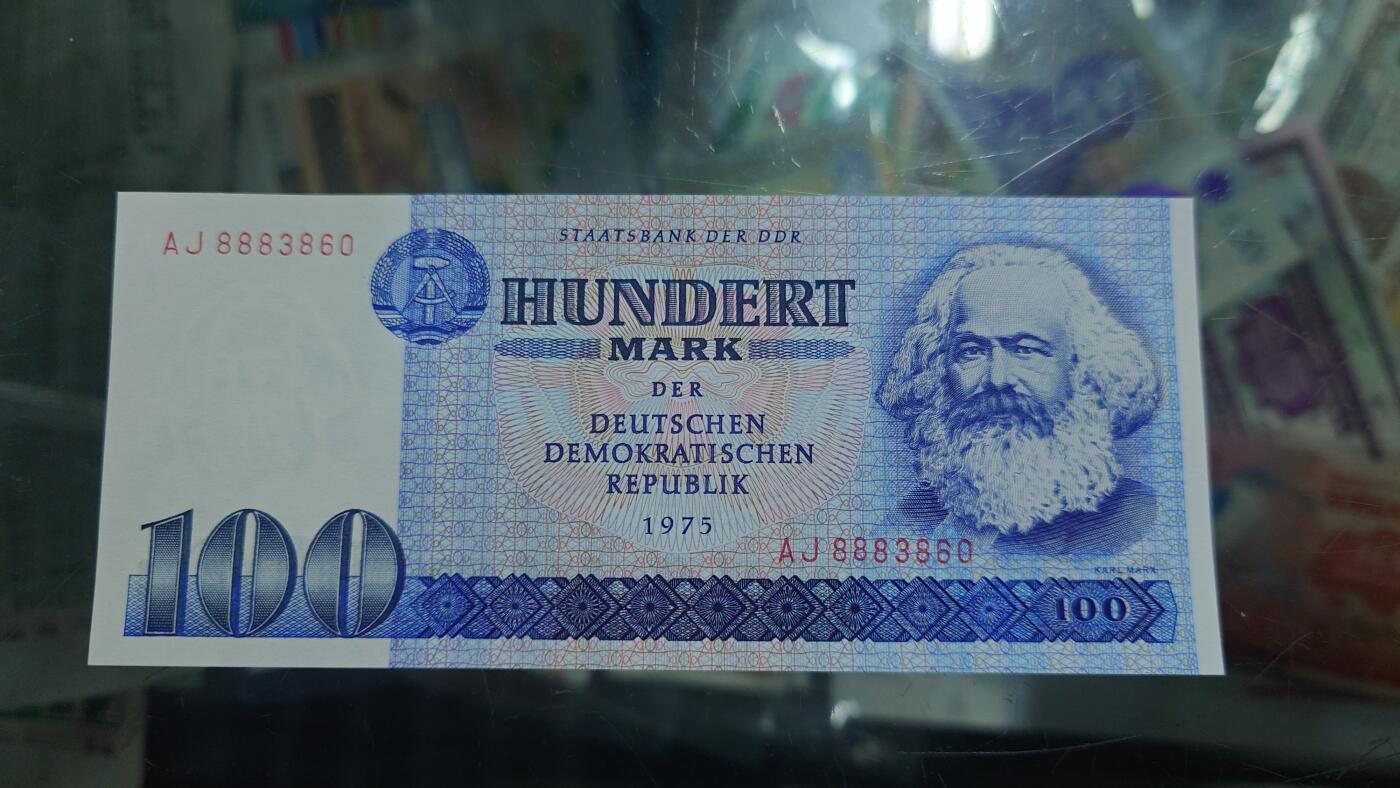 AJ 8883860
STAATSBANK DER DDR
HUNDERT
MARK
DER
DEUTSCHEN
DEMOKRATISCHEN
REPUBLIK
1975
AJ 8883860
KARL MARX
100
100